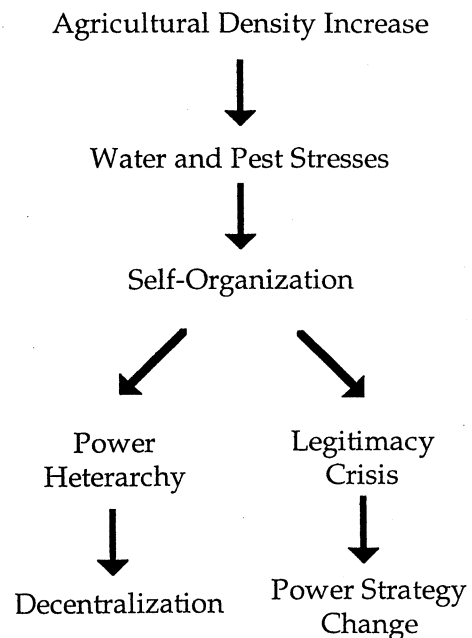 Agricultural Density Increase
Water and Pest Stresses
Self-Organization
Power
Heterarchy
Legitimacy
Crisis
Decentralization
Power Strategy
Change